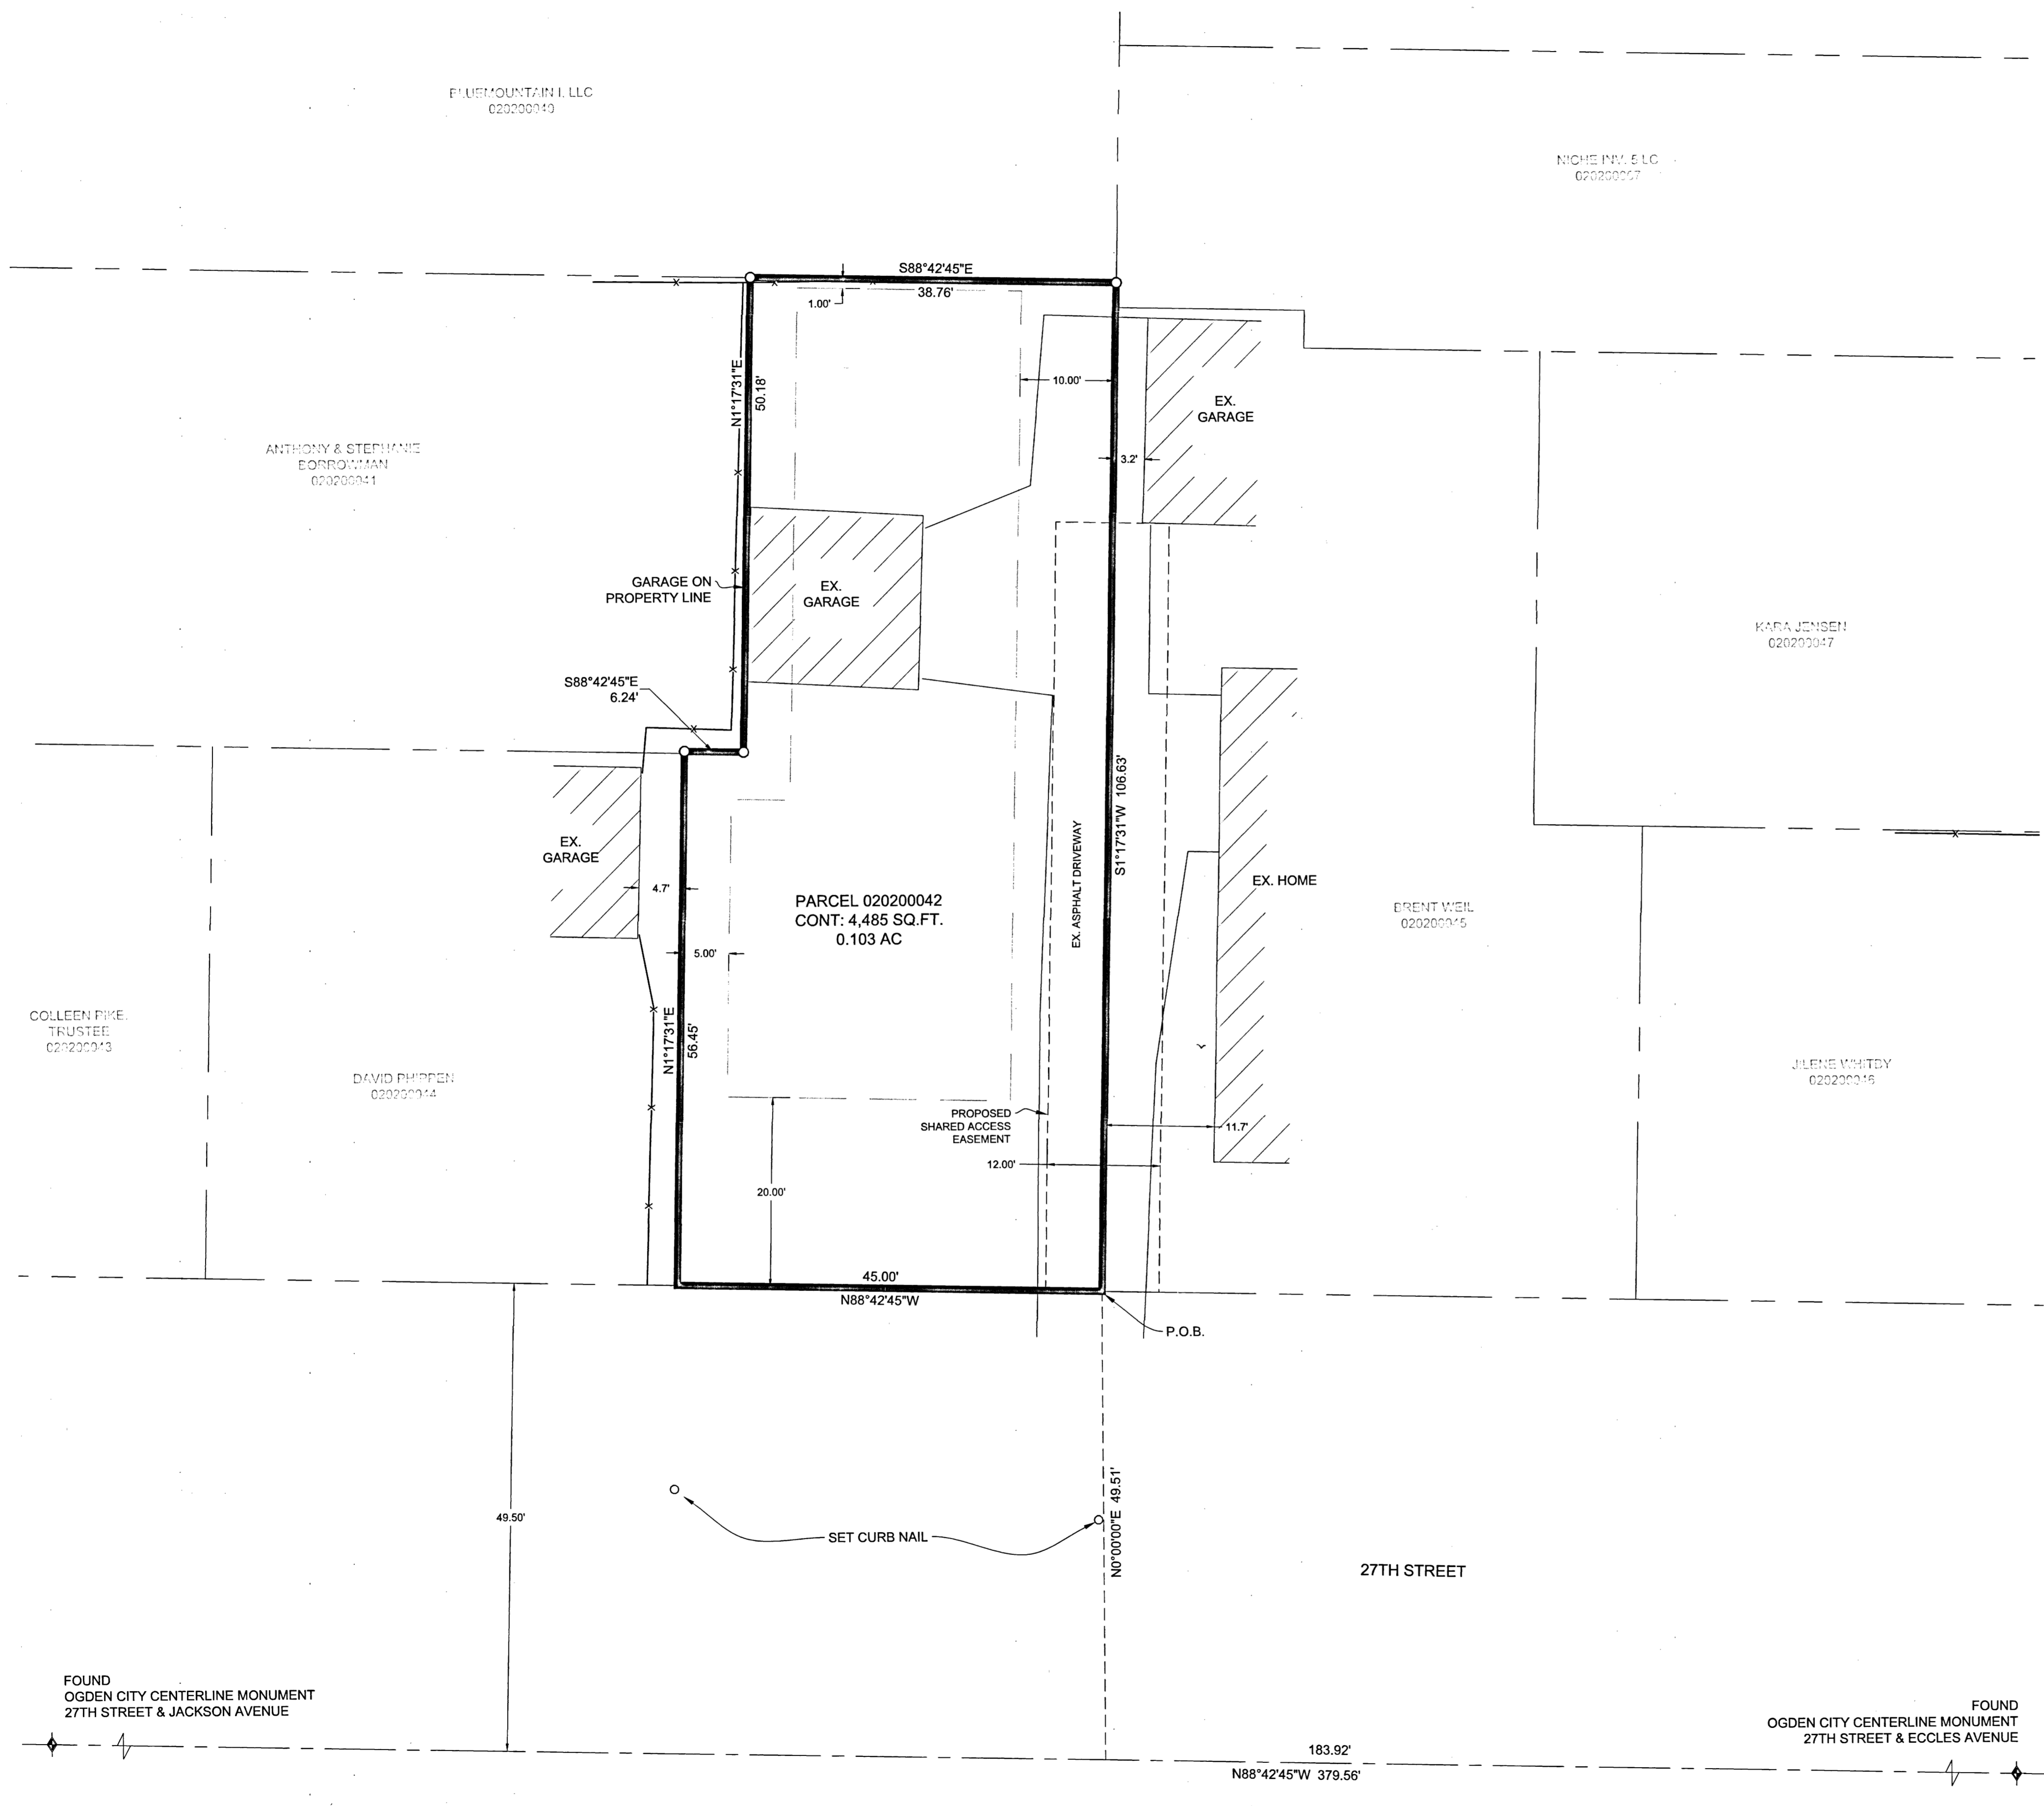 BLUEMOUNTAIN I, LLC
020200040
NICHE INV. 5 LC
020200007
S88°42'45"E
38.76'
1.00'
N1°17'31"E
50.18'
10.00'
EX.
GARAGE
3.2'
ANTHONY & STEPHANIE
BORROWMAN
020200041
GARAGE ON
PROPERTY LINE
EX.
GARAGE
KARA JENSEN
020200047
S88°42'45"E
6.24'
S1°17'31"W 106.63'
EX.
GARAGE
4.7'
EX. ASPHALT DRIVEWAY
EX. HOME
PARCEL 020200042
CONT: 4,485 SQ.FT.
0.103 AC
BRENT WEIL
020200045
5.00'
COLLEEN PIKE,
TRUSTEE
020200043
N1°17'31"E
56.45'
DAVID PHIPPEN
020200044
JILENE WHITBY
020200046
PROPOSED
SHARED ACCESS
EASEMENT
11.7'
12.00'
20.00'
45.00'
N88°42'45"W
P.O.B.
49.50'
SET CURB NAIL
N0°00'00"E 49.51'
27TH STREET
FOUND
OGDEN CITY CENTERLINE MONUMENT
27TH STREET & JACKSON AVENUE
FOUND
OGDEN CITY CENTERLINE MONUMENT
27TH STREET & ECCLES AVENUE
183.92'
N88°42'45"W 379.56'